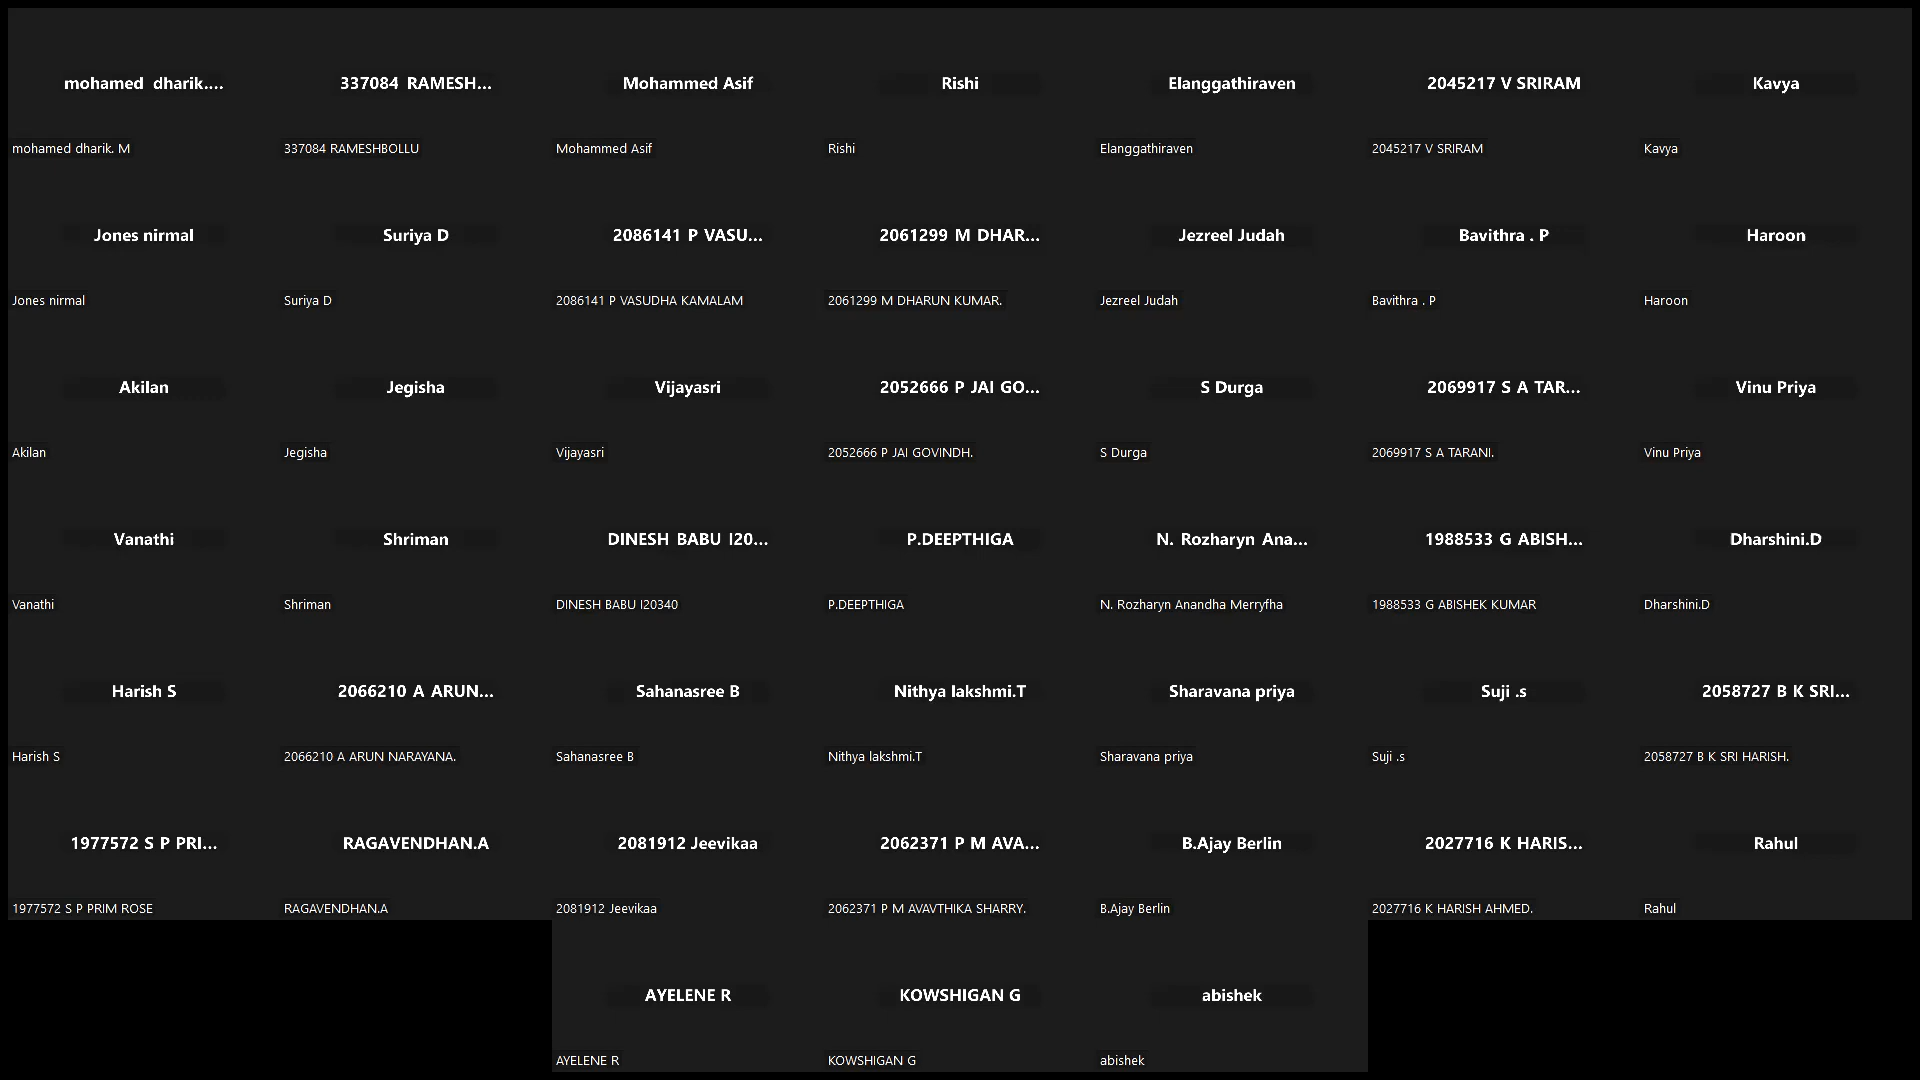 mohamed dharik.... 337084 RAMESH... Mohammed Asif Rishi Elanggathiraven 2045217 V SRIRAM Kavya
mohamed dharik. M 337084 RAMESHBOLLU Mohammed Asif Rishi Elanggathiraven 2045217 V SRIRAM Kavya
Jones nirmal Suriya D 2086141 P VASU... 2061299 M DHAR... Jezreel Judah Bavithra . P Haroon
Jones nirmal Suriya D 2086141 P VASUDHA KAMALAM 2061299 M DHARUN KUMAR. Jezreel Judah Bavithra . P Haroon
Akilan Jegisha Vijayasri 2052666 P JAI GO... S Durga 2069917 S A TAR... Vinu Priya
Akilan Jegisha Vijayasri 2052666 P JAI GOVINDH. S Durga 2069917 S A TARANI. Vinu Priya
Vanathi Shriman DINESH BABU I20... P.DEEPTHIGA N. Rozharyn Ana... 1988533 G ABISH... Dharshini.D
Vanathi Shriman DINESH BABU I20340 P.DEEPTHIGA N. Rozharyn Anandha Merryfha 1988533 G ABISHEK KUMAR Dharshini.D
Harish S 2066210 A ARUN... Sahanasree B Nithya lakshmi.T Sharavana priya Suji .s 2058727 B K SRI...
Harish S 2066210 A ARUN NARAYANA. Sahanasree B Nithya lakshmi.T Sharavana priya Suji .s 2058727 B K SRI HARISH.
1977572 S P PRI... RAGAVENDHAN.A 2081912 Jeevikaa 2062371 P M AVA... B.Ajay Berlin 2027716 K HARIS... Rahul
1977572 S P PRIM ROSE RAGAVENDHAN.A 2081912 Jeevikaa 2062371 P M AVAVTHIKA SHARRY. B.Ajay Berlin 2027716 K HARISH AHMED. Rahul
AYELENE R KOWSHIGAN G abishek
AYELENE R KOWSHIGAN G abishek